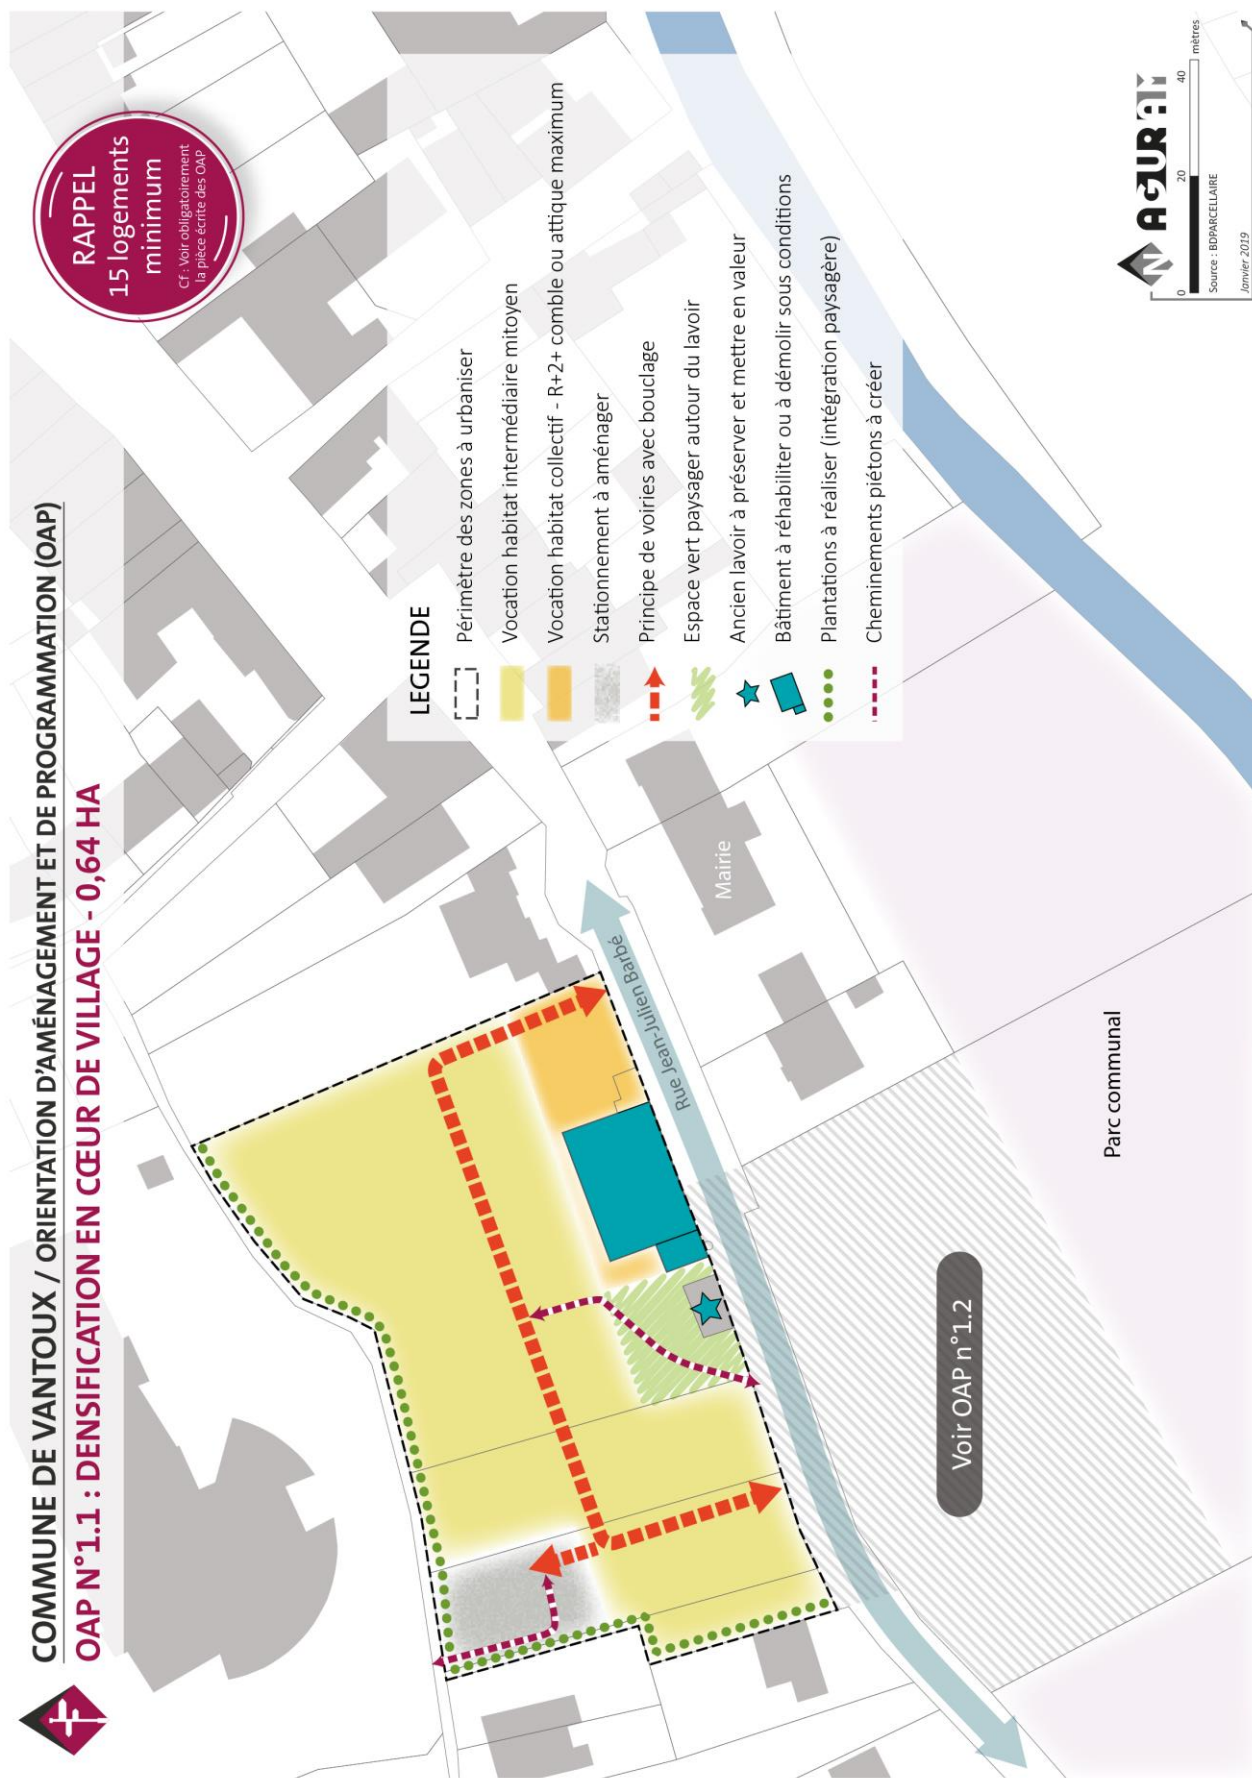 COMMUNE DE VANTOUX / ORIENTATION D'AMÉNAGEMENT ET DE PROGRAMMATION (OAP)
OAP N°1.1 : DENSIFICATION EN CŒUR DE VILLAGE - 0,64 HA
RAPPEL
15 logements
minimum
Cf : Voir obligatoirement
la pièce écrite des OAP
LEGENDE
Périmètre des zones à urbaniser
Vocation habitat intermédiaire mitoyen
Vocation habitat collectif - R+2+ comble ou attique maximum
Stationnement à aménager
Principe de voiries avec bouclage
Espace vert paysager autour du lavoir
Ancien lavoir à préserver et mettre en valeur
Bâtiment à réhabiliter ou à démolir sous conditions
Plantations à réaliser (intégration paysagère)
Cheminements piétons à créer
Rue Jean-Julien Barbé
Mairie
Parc communal
Voir OAP n°1.2
N
AGURAM
0 20 40 mètres
Source : BDPARCELLAIRE
Janvier 2019